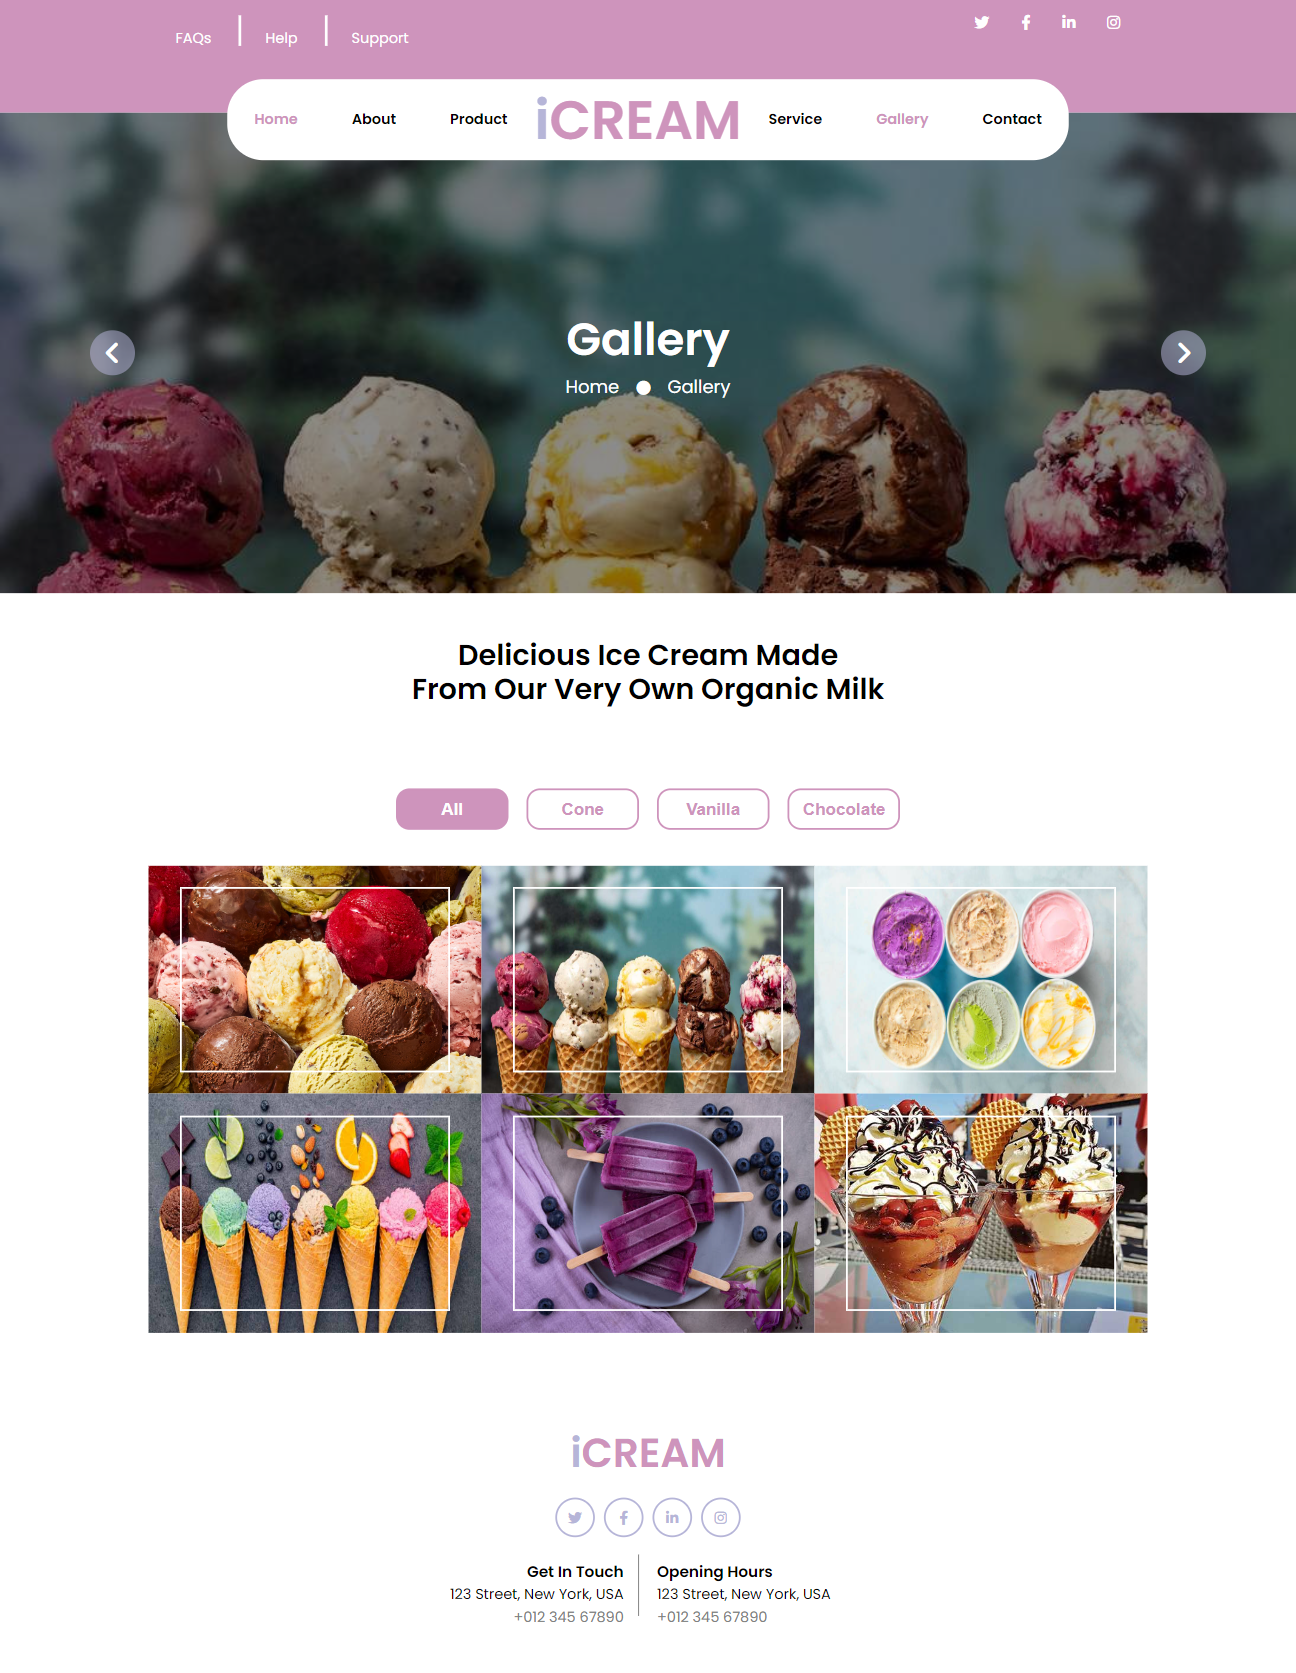 FAQs Help Support
Home About Product iCREAM Service Gallery Contact
Gallery
Home Gallery
Delicious Ice Cream Made
From Our Very Own Organic Milk
All Cone Vanilla Chocolate
iCREAM
Get In Touch
123 Street, New York, USA
+012 345 67890
Opening Hours
123 Street, New York, USA
+012 345 67890